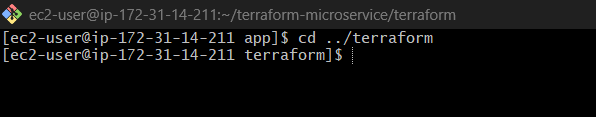 ec2-user@ip-172-31-14-211:~/terraform-microservice/terraform
[ec2-user@ip-172-31-14-211 app]$ cd ../terraform
[ec2-user@ip-172-31-14-211 terraform]$